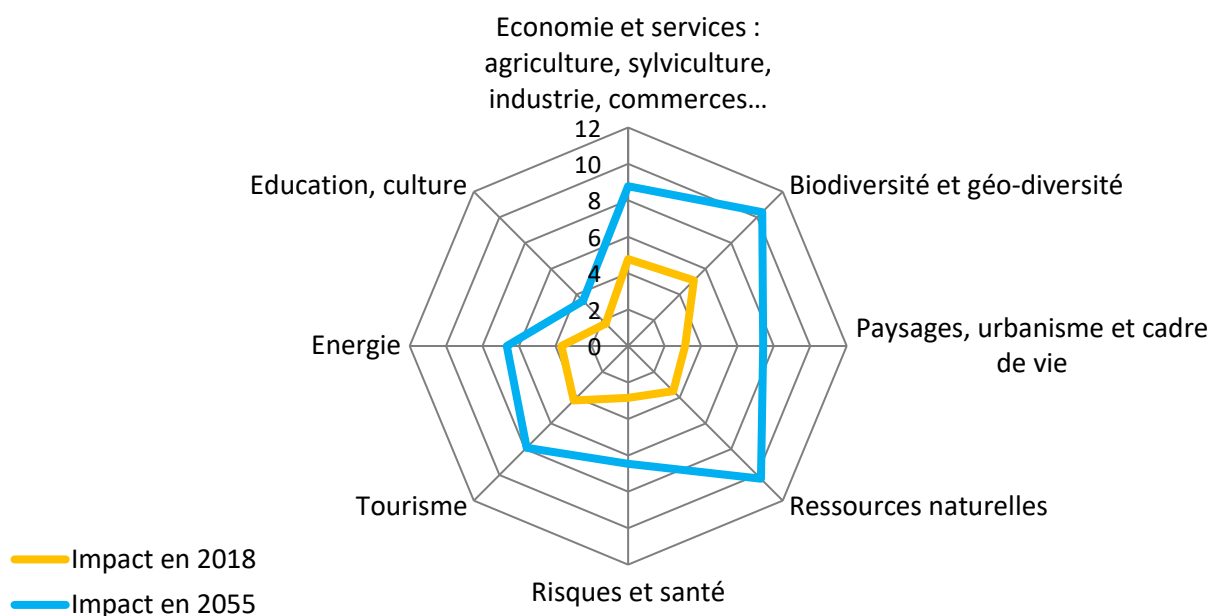 Economie et services :
agriculture, sylviculture,
industrie, commerces…
12
10
8
6
4
2
0
Education, culture
Biodiversité et géo-diversité
Energie
Paysages, urbanisme et cadre
de vie
Tourisme
Ressources naturelles
Risques et santé
Impact en 2018
Impact en 2055